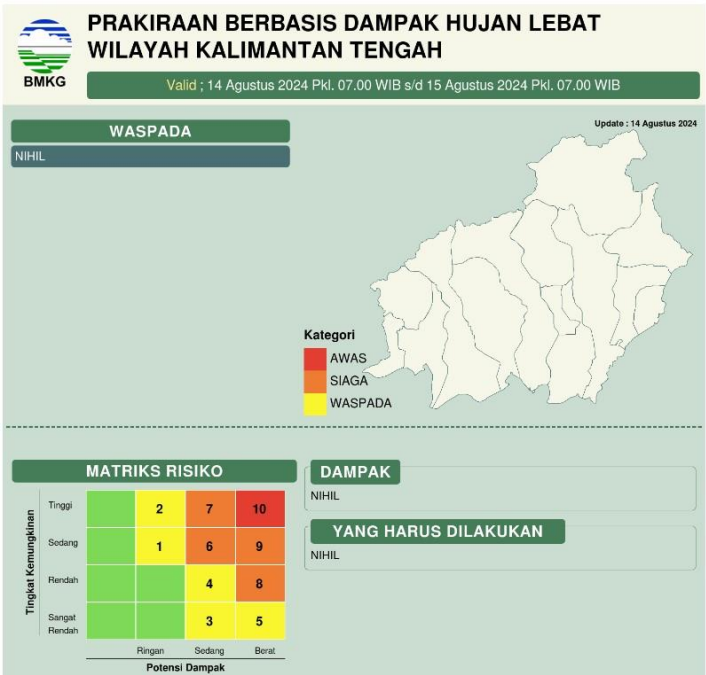 PRAKIRAAN BERBASIS DAMPAK HUJAN LEBAT
WILAYAH KALIMANTAN TENGAH
BMKG
Valid ; 14 Agustus 2024 Pkl. 07.00 WIB s/d 15 Agustus 2024 Pkl. 07.00 WIB
WASPADA
NIHIL
Update : 14 Agustus 2024
Kategori
AWAS
SIAGA
WASPADA
MATRIKS RISIKO
Tingkat Kemungkinan
Tinggi
2 7 10
Sedang
1 6 9
Rendah
4 8
Sangat
Rendah
3 5
Ringan Sedang Berat
Potensi Dampak
DAMPAK
NIHIL
YANG HARUS DILAKUKAN
NIHIL